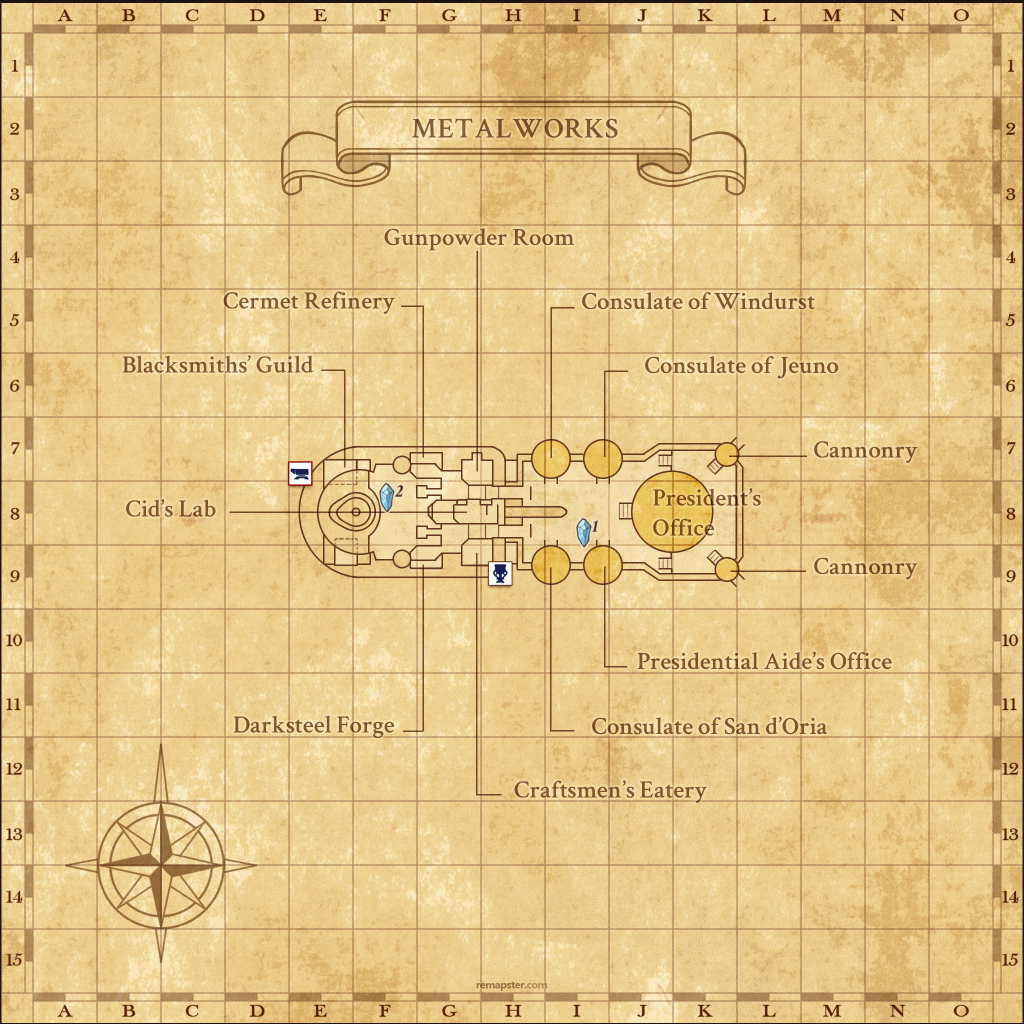 A B C D E F G H I J K L M N O
1 1
METALWORKS
2 2
3 3
Gunpowder Room
4 4
Cermet Refinery
Consulate of Windurst
5 5
Blacksmiths' Guild
Consulate of Jeuno
6 6
7 7
Cannonry
2
President's
Office
Cid's Lab
8 8
1
Cannonry
9 9
10 10
Presidential Aide's Office
11 11
Darksteel Forge
Consulate of San d'Oria
12 12
Craftsmen's Eatery
13 13
14 14
15 15
remapster.com
A B C D E F G H I J K L M N O